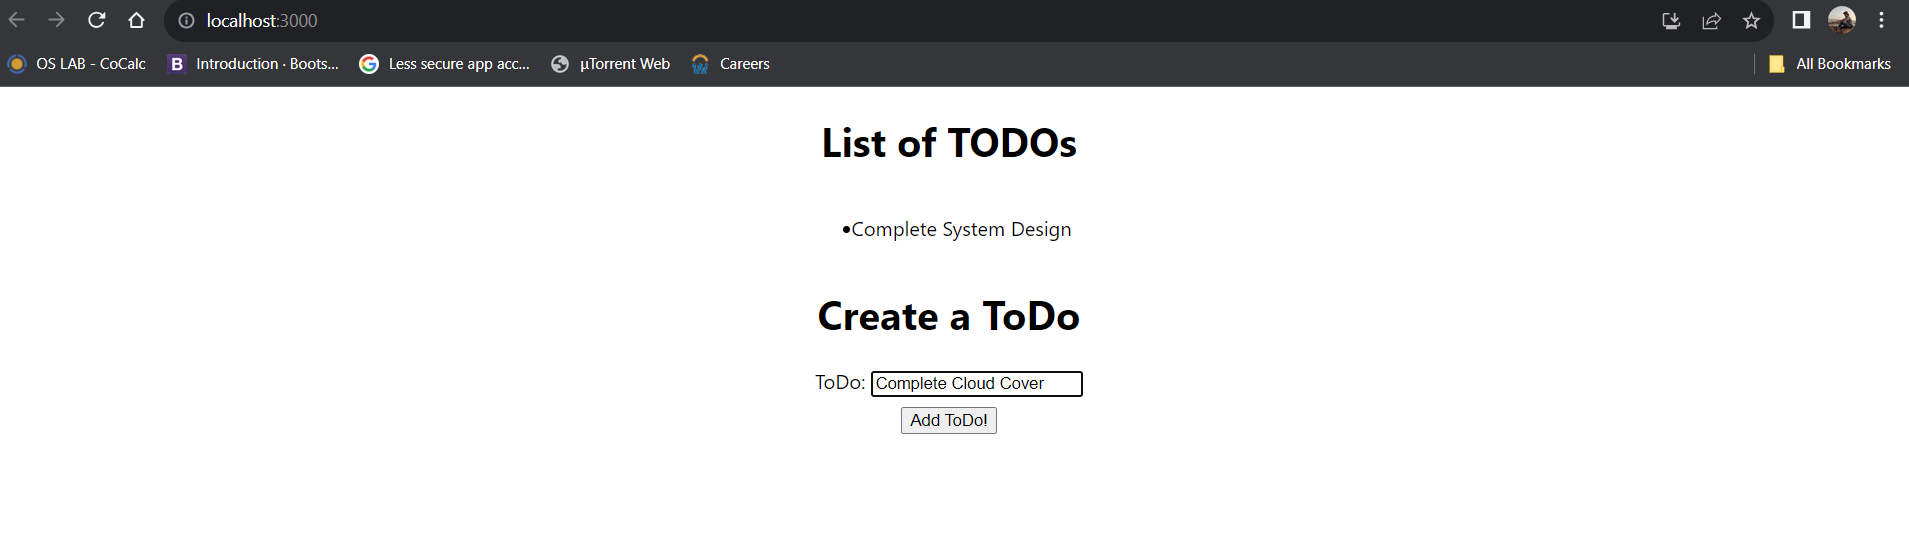 localhost:3000
OS LAB - CoCalc B Introduction · Boots... G Less secure app acc... µTorrent Web Careers All Bookmarks
List of TODOs
•Complete System Design
Create a ToDo
ToDo: Complete Cloud Cover
Add ToDo!